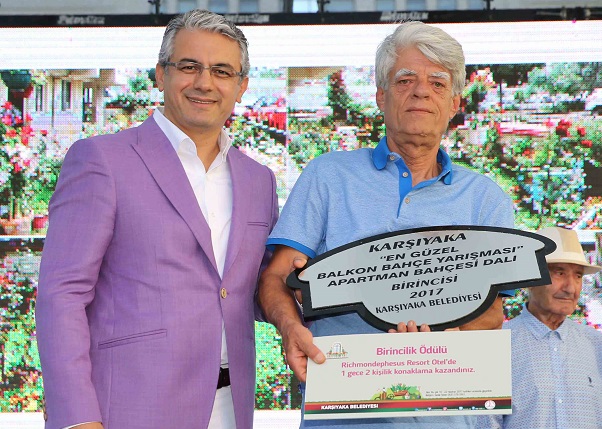 KARŞIYAKA
"EN GÜZEL
BALKON BAHÇE YARIŞMASI"
APARTMAN BAHÇESİ DALI
BİRİNCİSİ
2017
KARŞIYAKA BELEDİYESİ
Birincilik Ödülü
Richmondephesus Resort Otel'de
1 gece 2 kişilik konaklama kazandınız.
KARŞIYAKA BELEDİYESİ